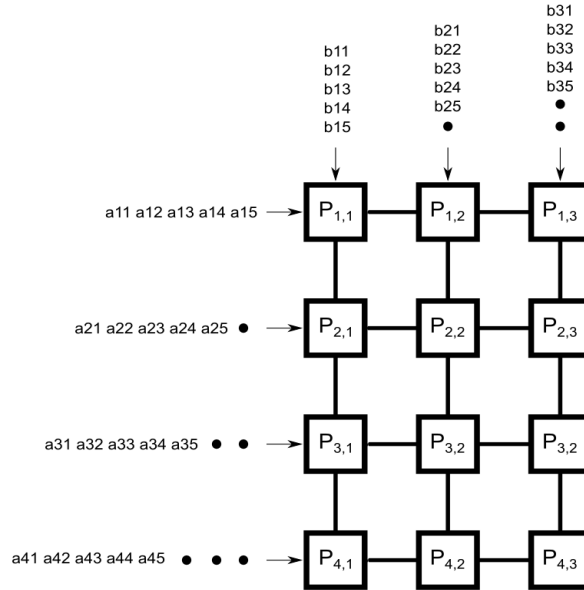 b31
b32
b33
b34
b35
b21
b22
b23
b24
b25
b11
b12
b13
b14
b15
a11 a12 a13 a14 a15
P1,1
P1,2
P1,3
a21 a22 a23 a24 a25
P2,1
P2,2
P2,3
a31 a32 a33 a34 a35
P3,1
P3,2
P3,2
a41 a42 a43 a44 a45
P4,1
P4,2
P4,3